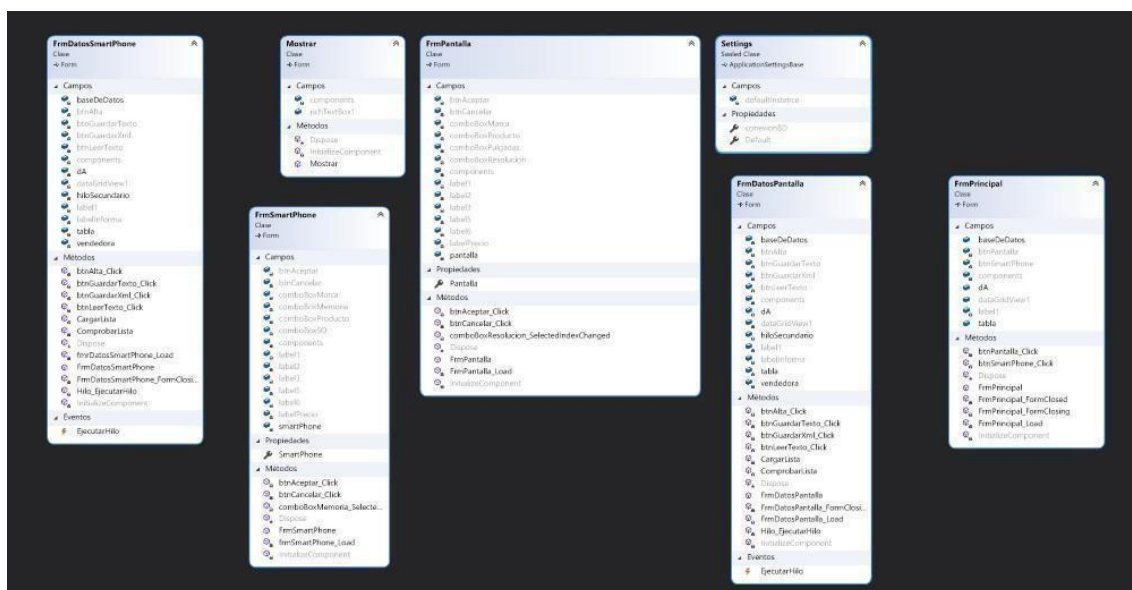 FrmDatosSmartPhone
Clase
Form
Campos
baseDeDatos
btnAlta
btnGuardarTexto
btnGuardarXml
btnLeerTexto
components
dA
dataGridView1
hiloSecundario
label1
labelInforma
tabla
vendedora
Métodos
btnAlta_Click
btnGuardarTexto_Click
btnGuardarXml_Click
btnLeerTexto_Click
CargarLista
ComprobarLista
Dispose
fmrDatosSmartPhone_Load
FrmDatosSmartPhone
FrmDatosSmartPhone_FormClosi...
Hilo_EjecutarHilo
InitializeComponent
Eventos
EjecutarHilo
Mostrar
Clase
Form
Campos
components
richTextBox1
Métodos
Dispose
InitializeComponent
Mostrar
FrmSmartPhone
Clase
Form
Campos
btnAceptar
btnCancelar
comboBoxMarca
comboBoxMemoria
comboBoxProducto
comboBoxSO
components
label1
label2
label3
label5
label6
labelPrecio
smartPhone
Propiedades
SmartPhone
Métodos
btnAceptar_Click
btnCancelar_Click
comboBoxMemoria_Selecte...
Dispose
FrmSmartPhone
frmSmartPhone_Load
InitializeComponent
FrmPantalla
Clase
Form
Campos
btnAceptar
btnCancelar
comboBoxMarca
comboBoxProducto
comboBoxPulgadas
comboBoxResolucion
components
label1
label2
label3
label5
label6
labelPrecio
pantalla
Propiedades
Pantalla
Métodos
btnAceptar_Click
btnCancelar_Click
comboBoxResolucion_SelectedIndexChanged
Dispose
FrmPantalla
FrmPantalla_Load
InitializeComponent
Settings
Sealed Clase
ApplicationSettingsBase
Campos
defaultInstance
Propiedades
conexionBD
Default
FrmDatosPantalla
Clase
Form
Campos
baseDeDatos
btnAlta
btnGuardarTexto
btnGuardarXml
btnLeerTexto
components
dA
dataGridView1
hiloSecundario
label1
labelInforma
tabla
vendedora
Métodos
btnAlta_Click
btnGuardarTexto_Click
btnGuardarXml_Click
btnLeerTexto_Click
CargarLista
ComprobarLista
Dispose
FrmDatosPantalla
FrmDatosPantalla_FormClosi...
FrmDatosPantalla_Load
Hilo_EjecutarHilo
InitializeComponent
Eventos
EjecutarHilo
FrmPrincipal
Clase
Form
Campos
baseDeDatos
btnPantalla
btnSmartPhone
components
dA
dataGridView1
label1
tabla
Métodos
btnPantalla_Click
btnSmartPhone_Click
Dispose
FrmPrincipal
FrmPrincipal_FormClosed
FrmPrincipal_FormClosing
FrmPrincipal_Load
InitializeComponent